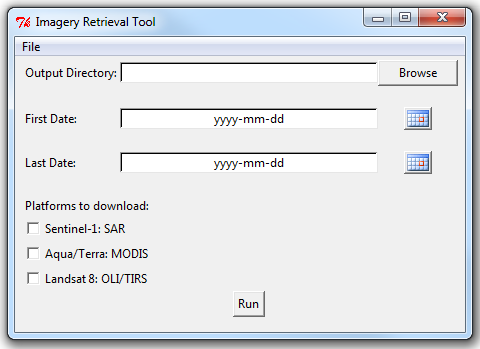 Imagery Retrieval Tool
File
Output Directory: Browse
First Date: yyyy-mm-dd
Last Date: yyyy-mm-dd
Platforms to download:
Sentinel-1: SAR
Aqua/Terra: MODIS
Landsat 8: OLI/TIRS
Run